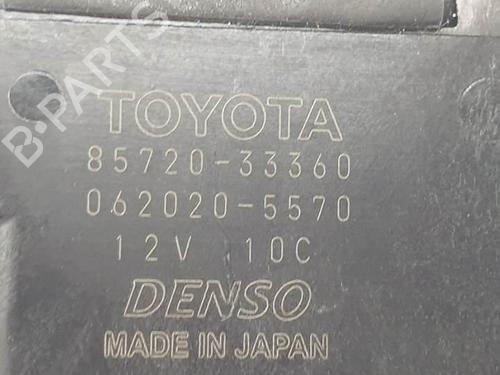 B-PARTS
TOYOTA
85720-33360
062020-5570
12V 10C
DENSO
MADE IN JAPAN